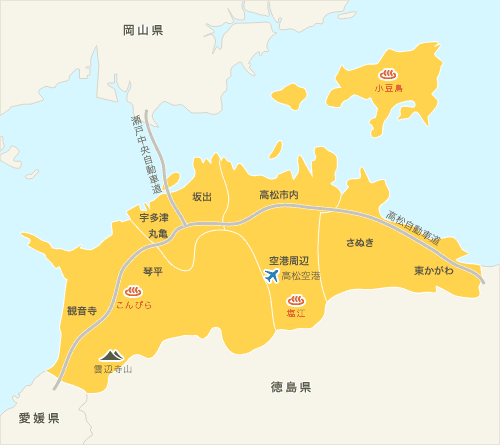 岡山県
小豆島
瀬戸中央自動車道
坂出
高松市内
宇多津
丸亀
高松自動車道
さぬき
空港周辺
東かがわ
琴平
高松空港
こんぴら
観音寺
塩江
雲辺寺山
徳島県
愛媛県